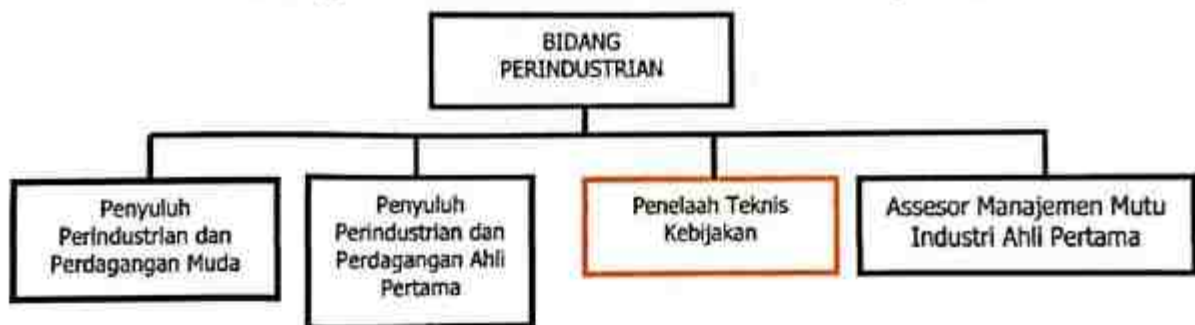 BIDANG
PERINDUSTRIAN
Penyuluh
Perindustrian dan
Perdagangan Muda
Penyuluh
Perindustrian dan
Perdagangan Ahli
Pertama
Penelaah Teknis
Kebijakan
Assesor Manajemen Mutu
Industri Ahli Pertama